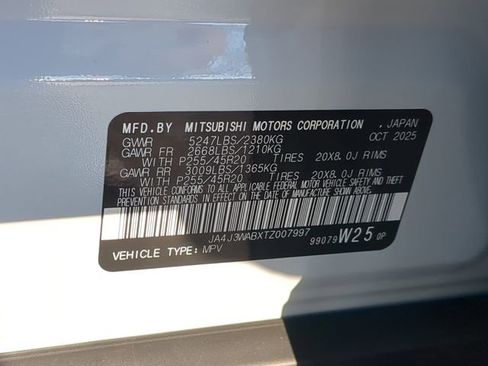 MFD.BY MITSUBISHI MOTORS CORPORATION . JAPAN
GVWR 5247LBS/2380KG OCT 2025
GAWR FR 2668LBS/1210KG
WITH P255/45R20 TIRES 20X8.0J RIMS
GAWR RR 3009LBS/1365KG
WITH P255/45R20 TIRES 20X8.0J RIMS
THIS VEHICLE CONFORMS TO ALL APPLICABLE FEDERAL MOTOR VEHICLE SAFETY AND THEFT
PREVENTION STANDARDS IN EFFECT ON THE DATE OF MANUFACTURE SHOWN ABOVE.
JA4J3WABXTZ007997 99079 W25 0P
VEHICLE TYPE: MPV